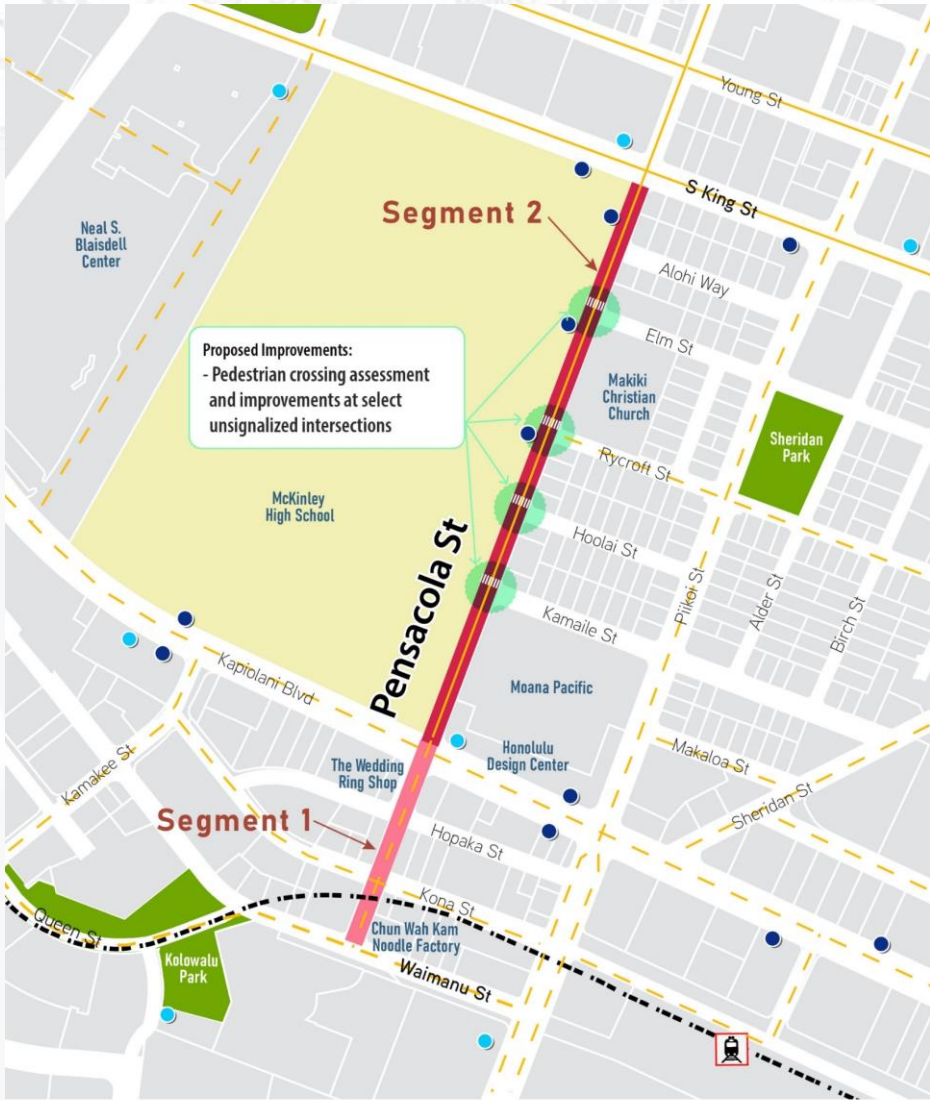 Young St
S King St
Segment 2
Neal S.
Blaisdell
Center
Alohi Way
Elm St
Proposed Improvements:
- Pedestrian crossing assessment
and improvements at select
unsignalized intersections
Makiki
Christian
Church
Sheridan
Park
Rycroft St
McKinley
High School
Hoolai St
Pensacola St
Piikoi St
Alder St
Birch St
Kamaile St
Kapiolani Blvd
Moana Pacific
Makaloa St
Kamakee St
The Wedding
Ring Shop
Honolulu
Design Center
Sheridan St
Segment 1
Hopaka St
Kona St
Queen St
Chun Wah Kam
Noodle Factory
Kolowalu
Park
Waimanu St